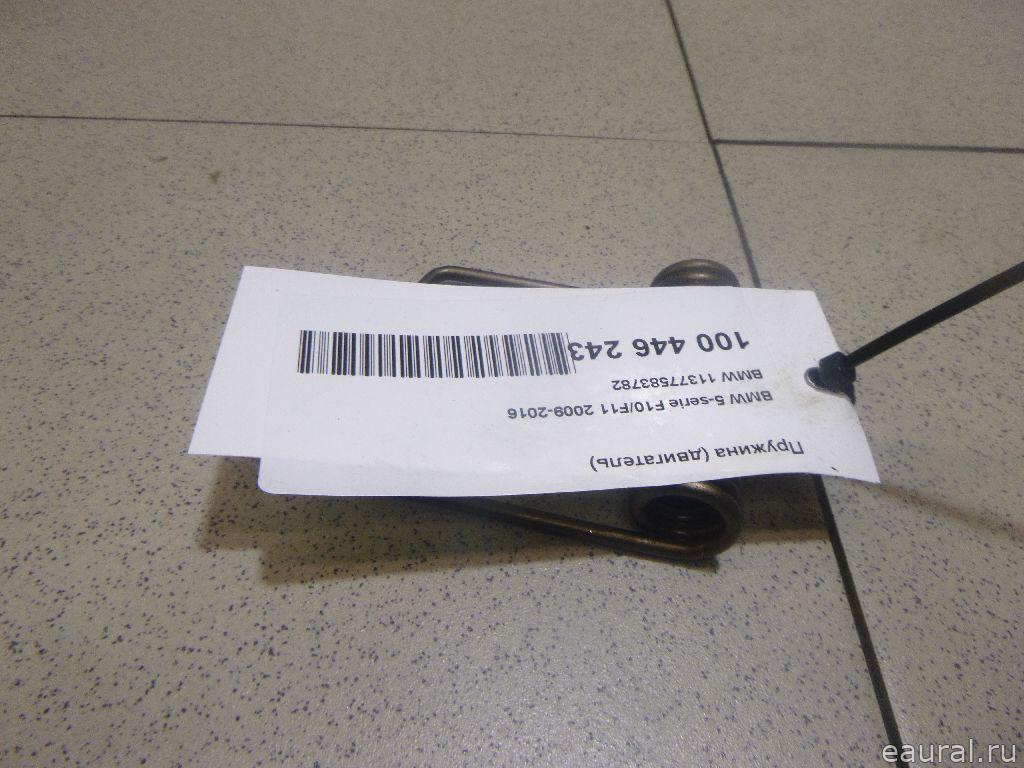 Пружина (двигатель)
BMW 5-serie F10/F11 2009-2016
BMW 11377583782
100 446 243
eaural.ru